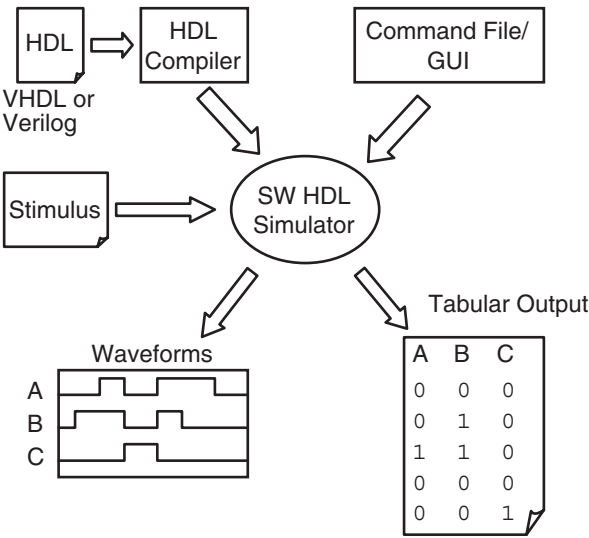 HDL
HDL
Compiler
Command File/
GUI
VHDL or
Verilog
Stimulus
SW HDL
Simulator
Waveforms
A
B
C
Tabular Output
A B C
0 0 0
0 1 0
1 1 0
0 0 0
0 0 1